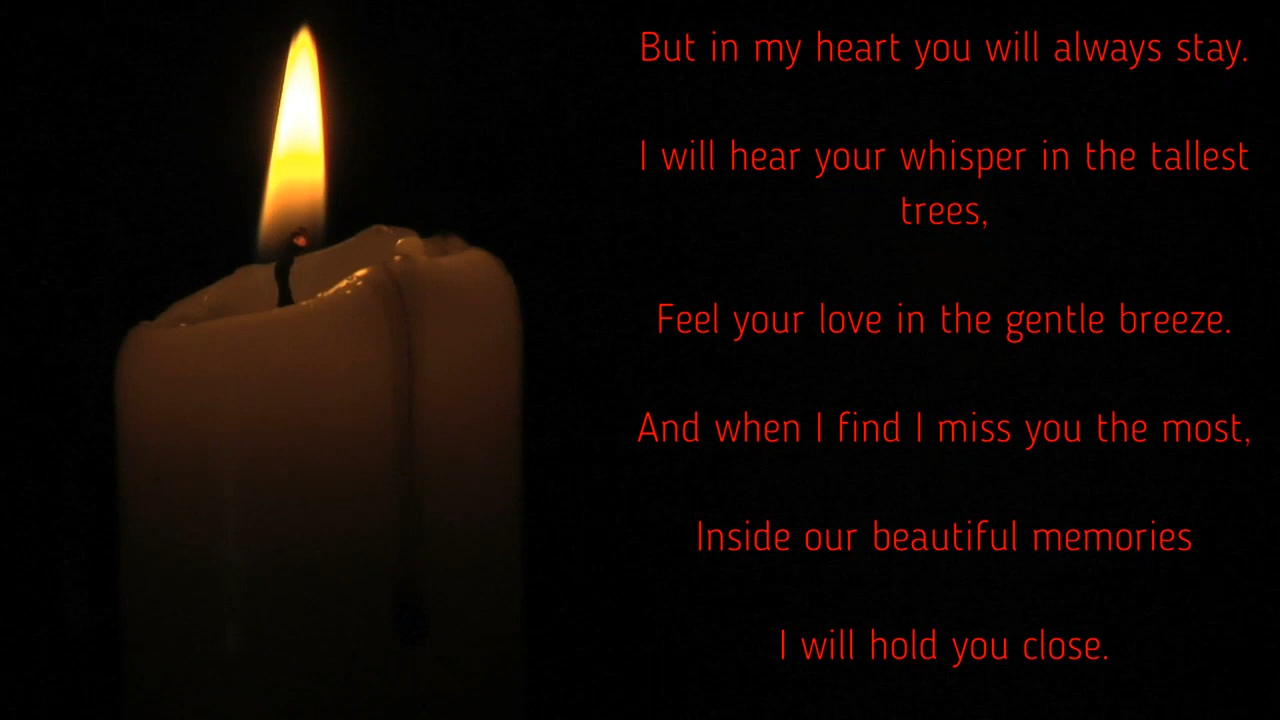 But in my heart you will always stay.
I will hear your whisper in the tallest
trees,
Feel your love in the gentle breeze.
And when I find I miss you the most,
Inside our beautiful memories
I will hold you close.